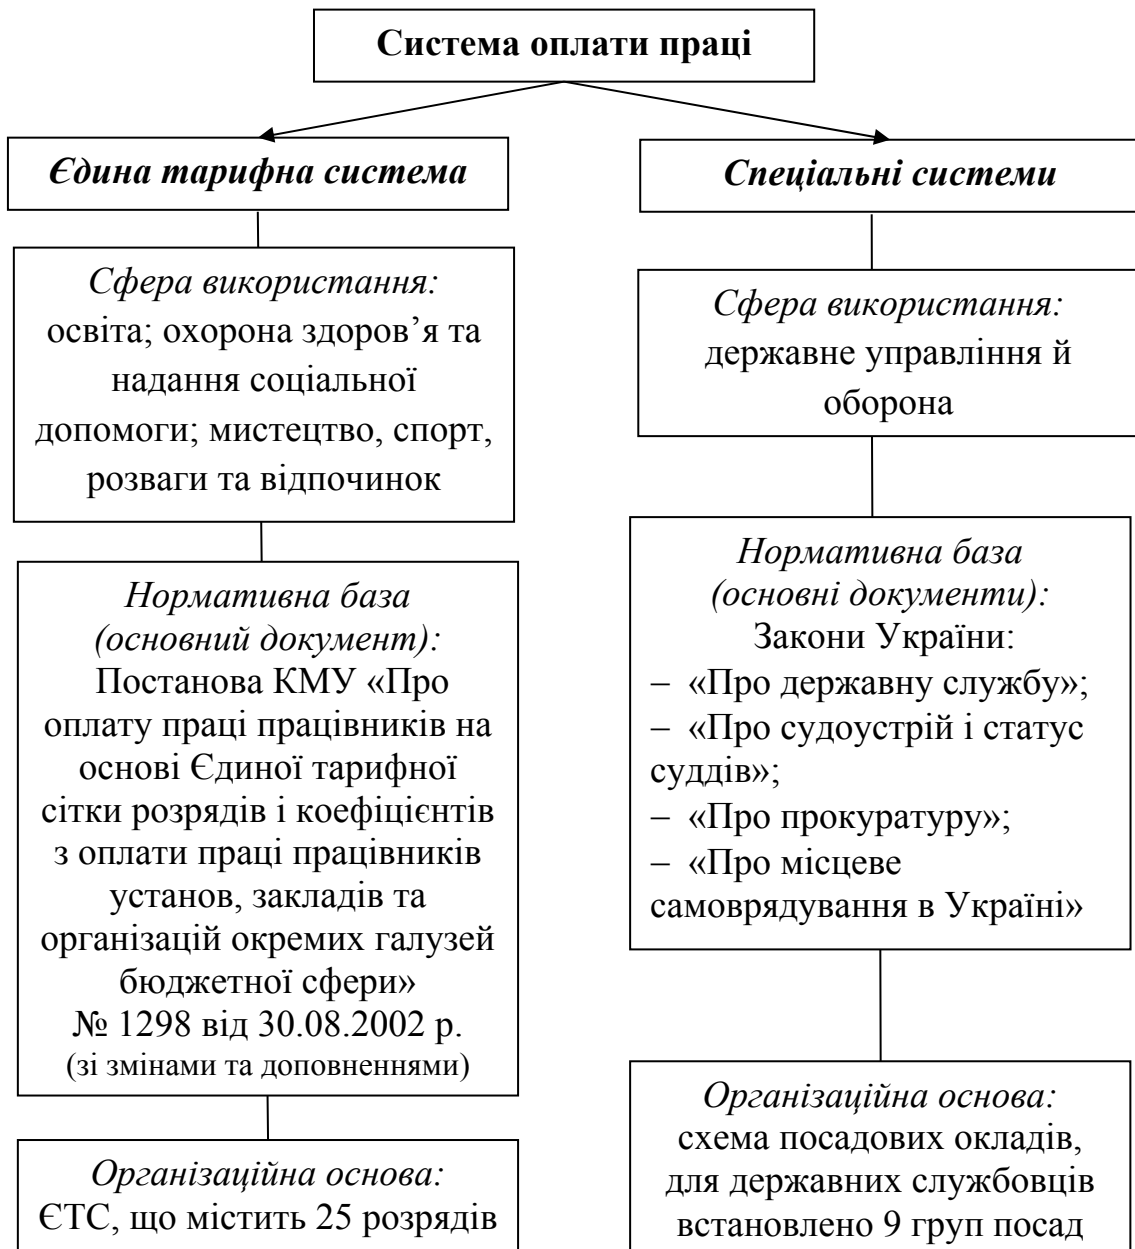 Система оплати праці
Єдина тарифна система
Сфера використання:
освіта; охорона здоров’я та
надання соціальної
допомоги; мистецтво, спорт,
розваги та відпочинок
Нормативна база
(основний документ):
Постанова КМУ «Про
оплату праці працівників на
основі Єдиної тарифної
сітки розрядів і коефіцієнтів
з оплати праці працівників
установ, закладів та
організацій окремих галузей
бюджетної сфери»
№ 1298 від 30.08.2002 р.
(зі змінами та доповненнями)
Організаційна основа:
ЄТС, що містить 25 розрядів
Спеціальні системи
Сфера використання:
державне управління й
оборона
Нормативна база
(основні документи):
Закони України:
– «Про державну службу»;
– «Про судоустрій і статус
суддів»;
– «Про прокуратуру»;
– «Про місцеве
самоврядування в Україні»
Організаційна основа:
схема посадових окладів,
для державних службовців
встановлено 9 груп посад